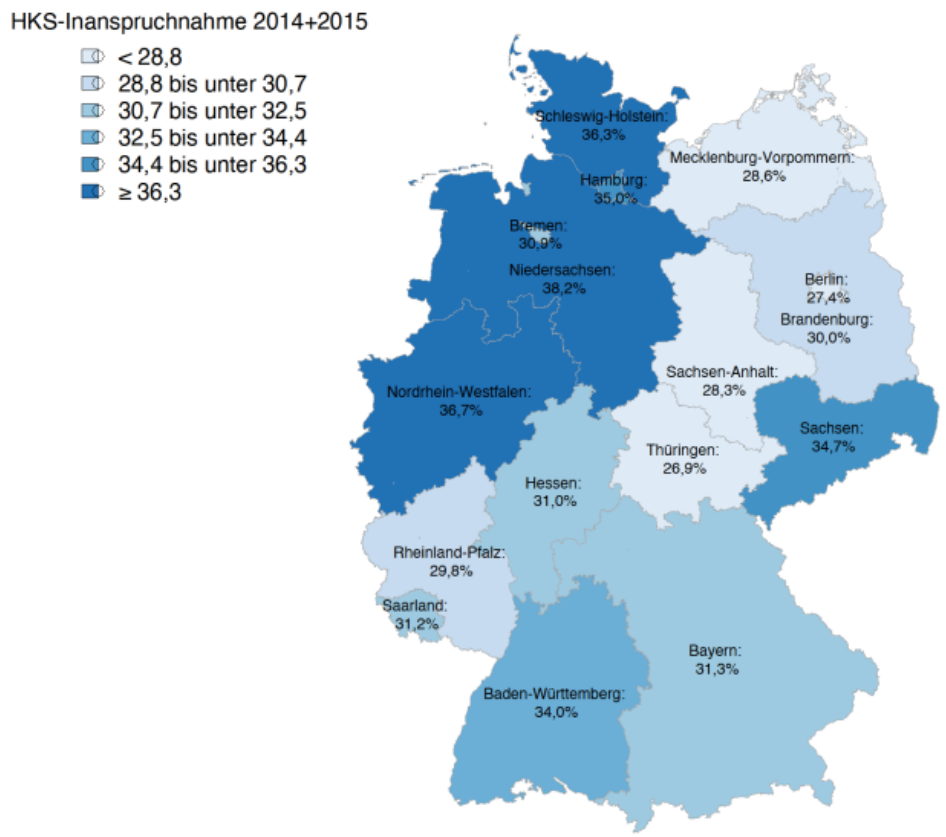 HKS-Inanspruchnahme 2014+2015
< 28,8
28,8 bis unter 30,7
30,7 bis unter 32,5
32,5 bis unter 34,4
34,4 bis unter 36,3
≥ 36,3
Schleswig-Holstein:
36,3%
Mecklenburg-Vorpommern:
28,6%
Hamburg:
35,0%
Bremen:
30,9%
Niedersachsen:
38,2%
Berlin:
27,4%
Brandenburg:
30,0%
Sachsen-Anhalt:
28,3%
Nordrhein-Westfalen:
36,7%
Sachsen:
34,7%
Thüringen:
26,9%
Hessen:
31,0%
Rheinland-Pfalz:
29,8%
Saarland:
31,2%
Bayern:
31,3%
Baden-Württemberg:
34,0%